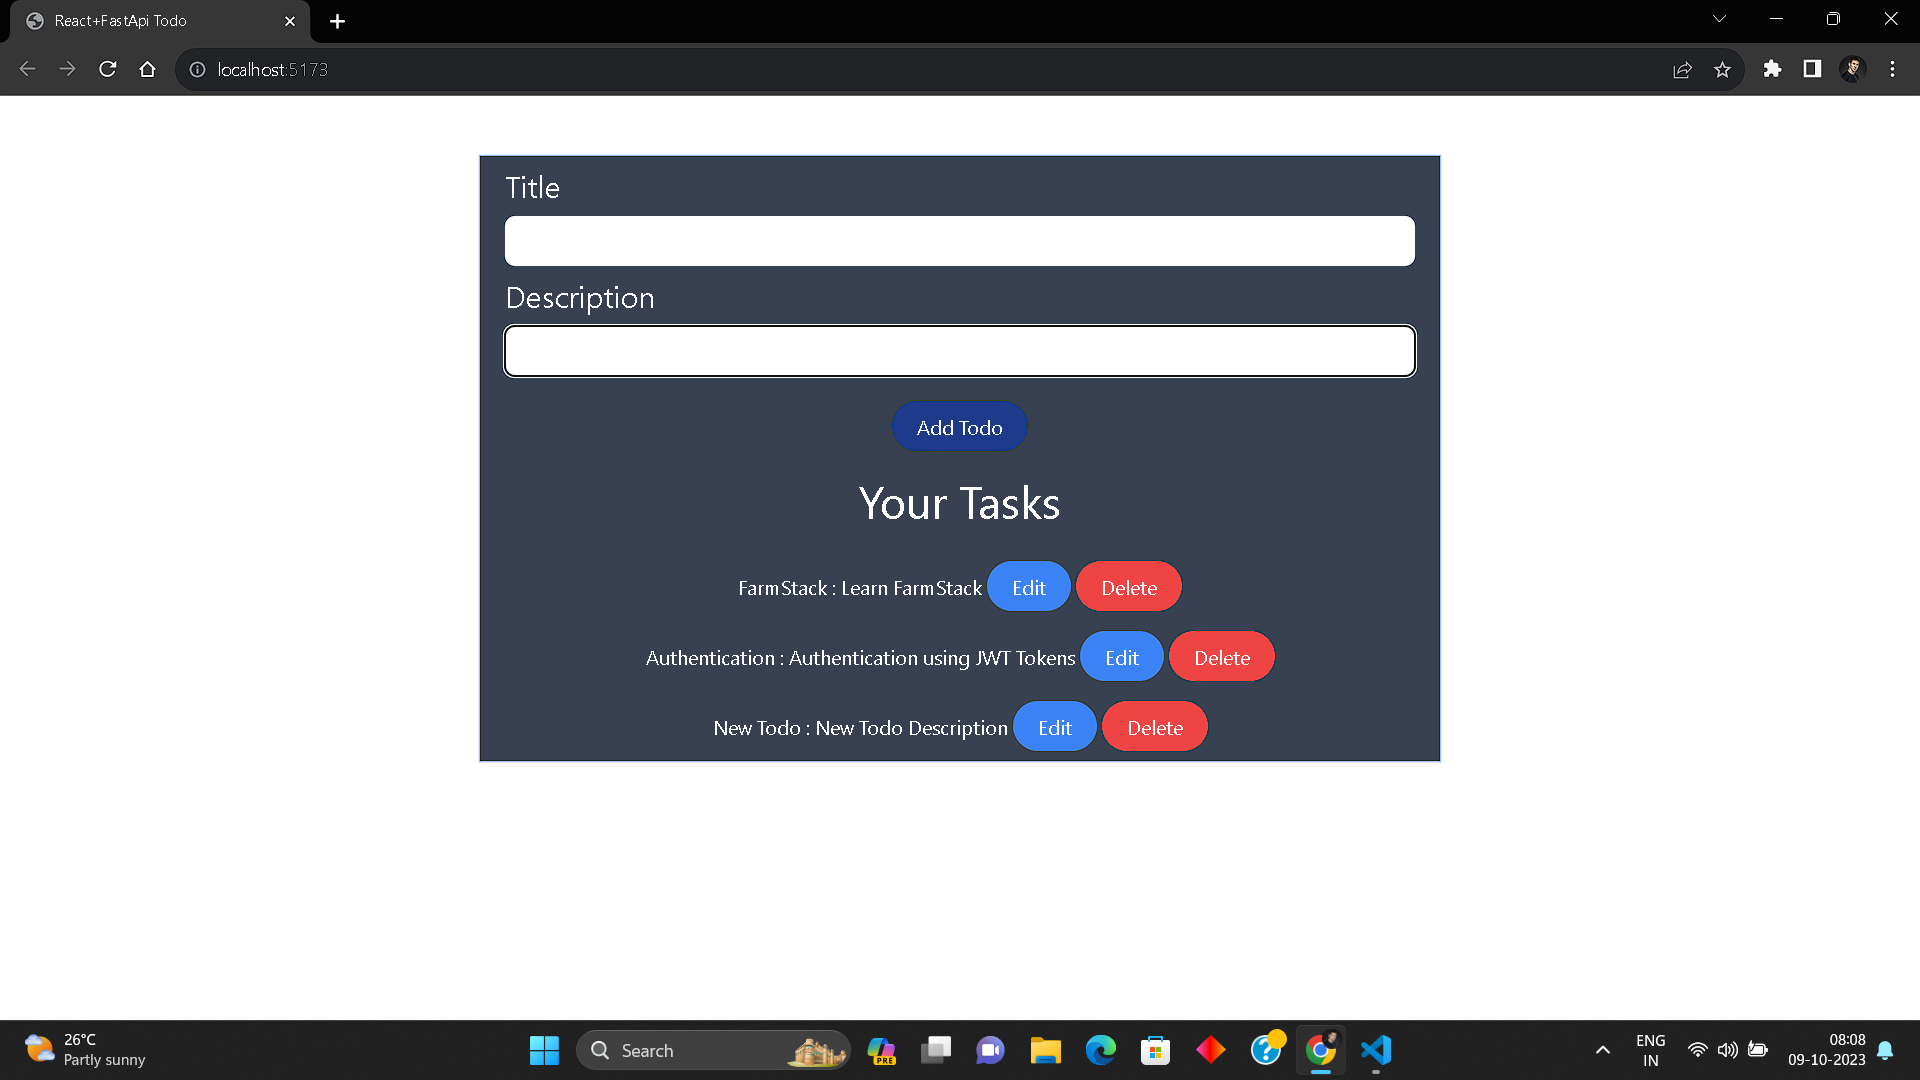 React+FastApi Todo
localhost:5173
Title
Description
Add Todo
Your Tasks
FarmStack : Learn FarmStack Edit Delete
Authentication : Authentication using JWT Tokens Edit Delete
New Todo : New Todo Description Edit Delete
26°C
Partly sunny
Search
PRE
ENG
IN
08:08
09-10-2023